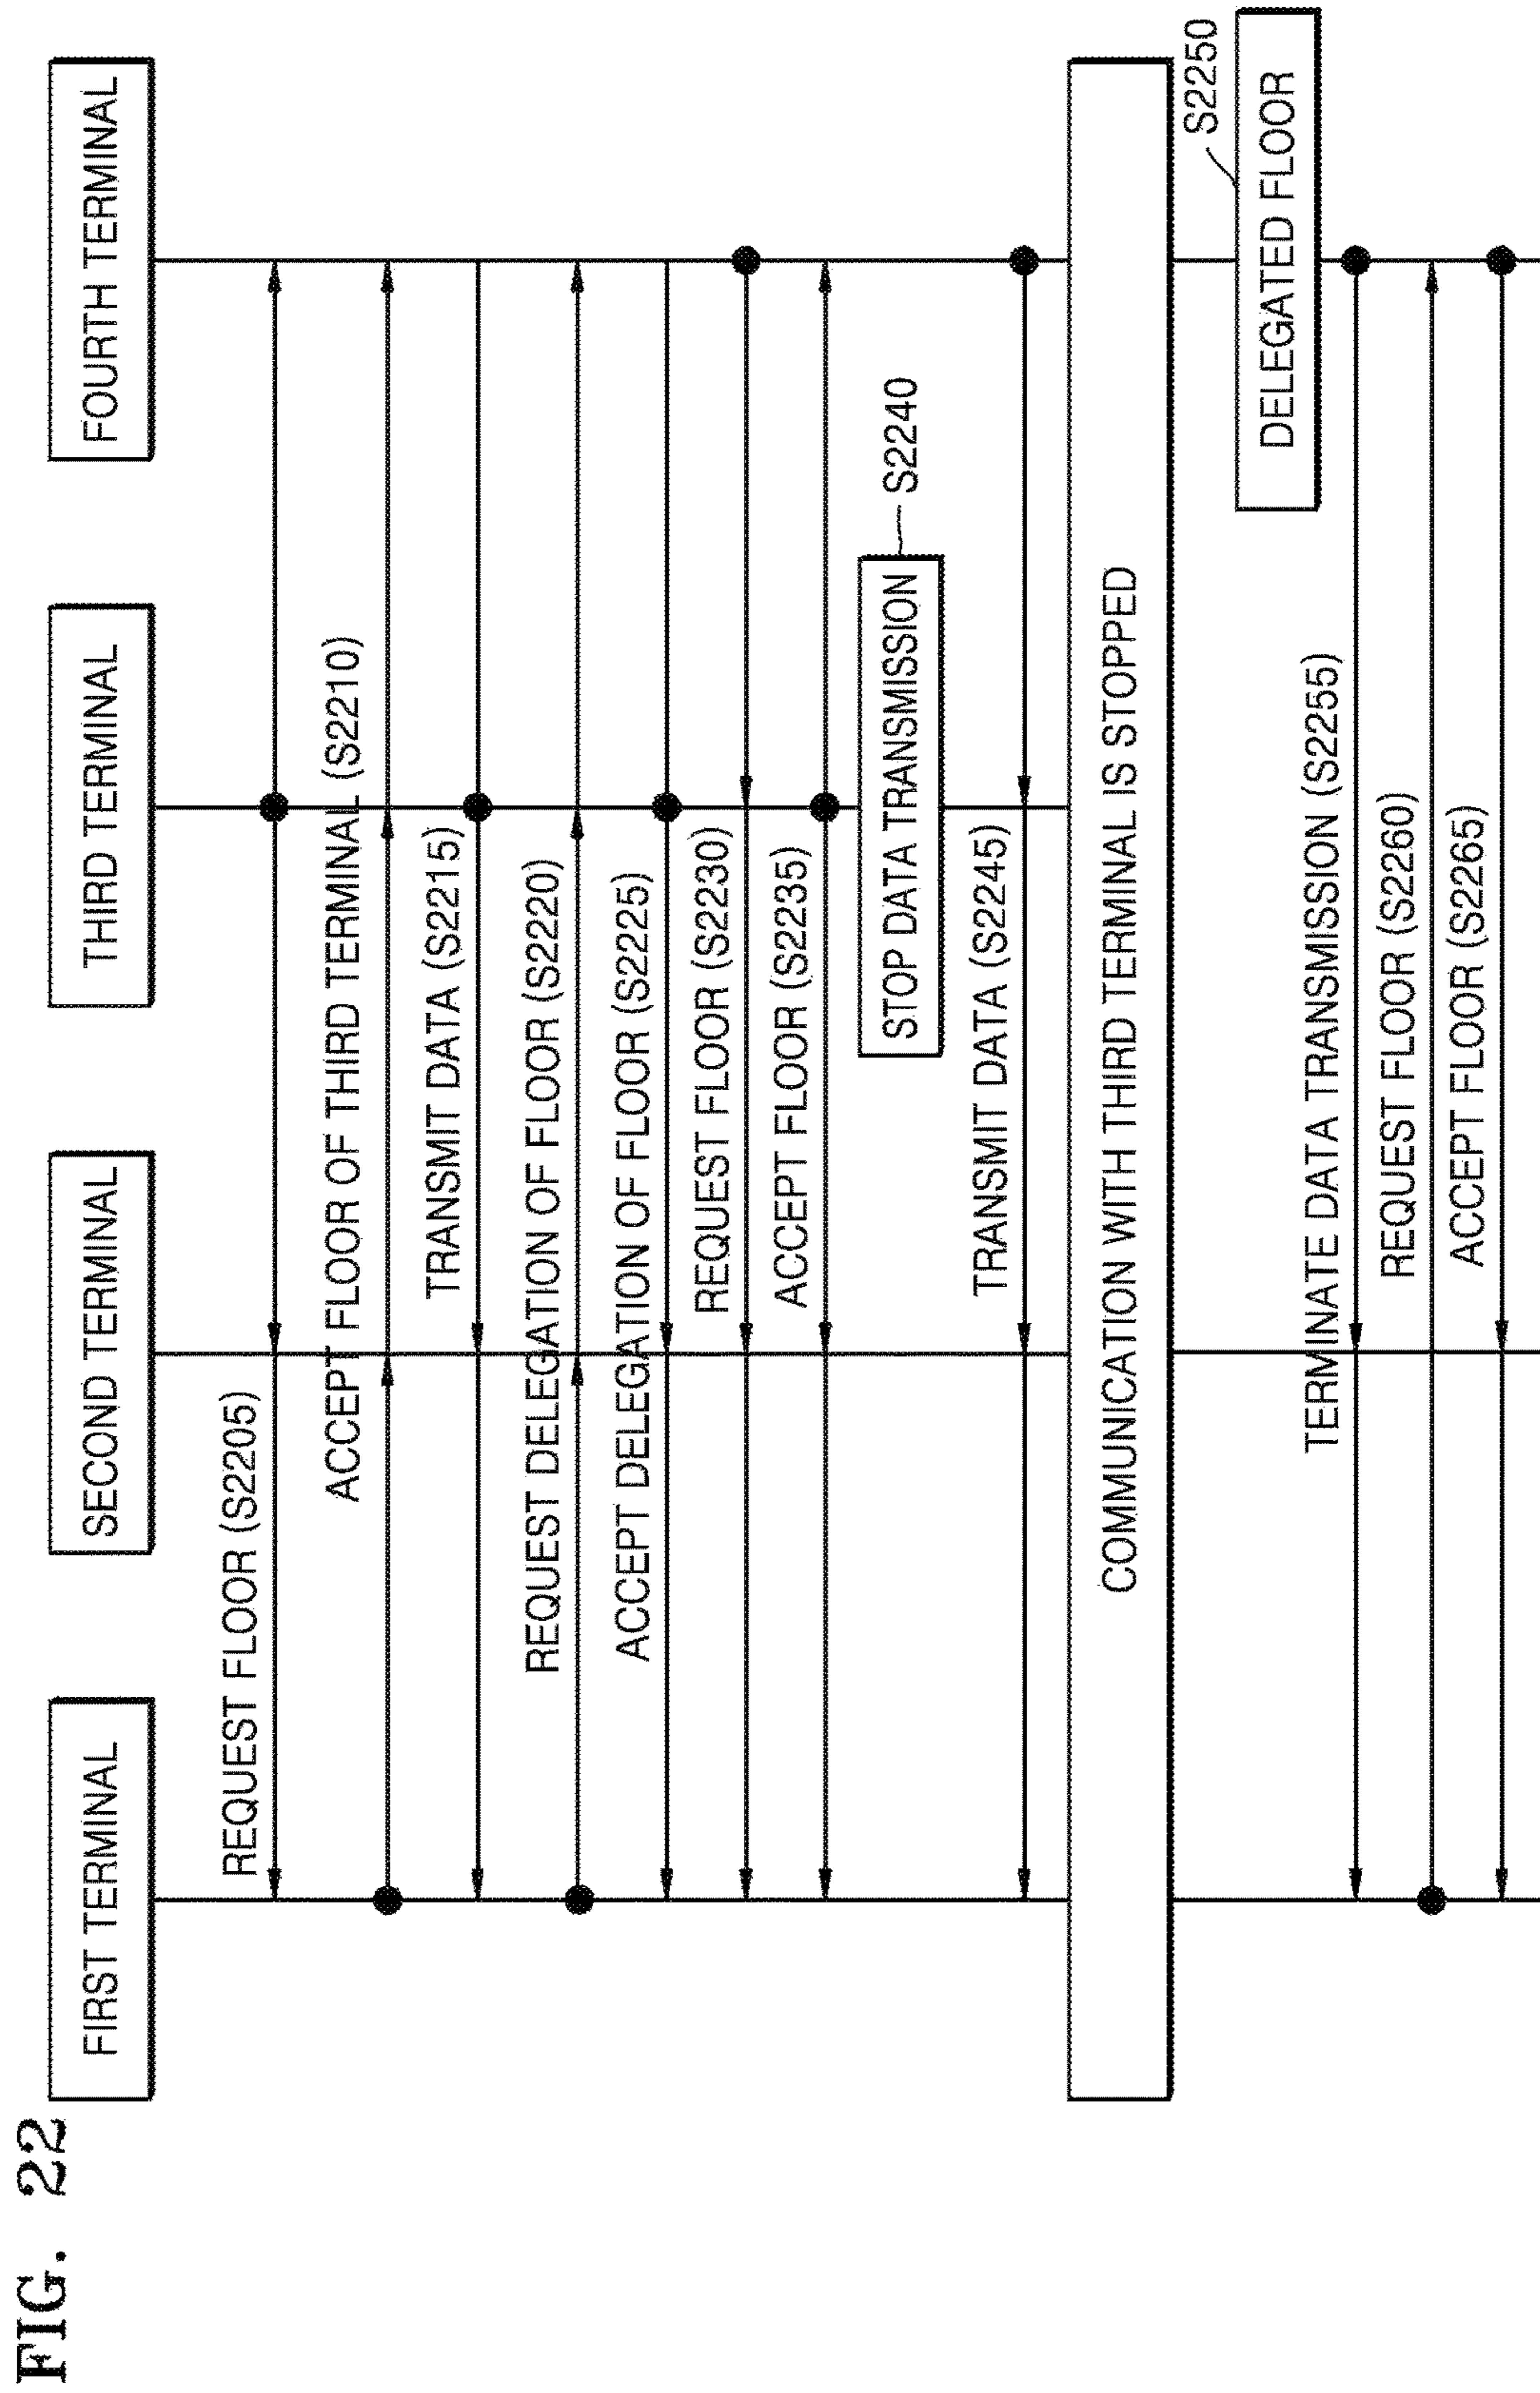 FIG. 22
FIRST TERMINAL
SECOND TERMINAL
THIRD TERMINAL
FOURTH TERMINAL
REQUEST FLOOR (S2205)
ACCEPT FLOOR OF THIRD TERMINAL (S2210)
TRANSMIT DATA (S2215)
REQUEST DELEGATION OF FLOOR (S2220)
ACCEPT DELEGATION OF FLOOR (S2225)
REQUEST FLOOR (S2230)
ACCEPT FLOOR (S2235)
STOP DATA TRANSMISSION
S2240
TRANSMIT DATA (S2245)
COMMUNICATION WITH THIRD TERMINAL IS STOPPED
S2250
DELEGATED FLOOR
TERMINATE DATA TRANSMISSION (S2255)
REQUEST FLOOR (S2260)
ACCEPT FLOOR (S2265)